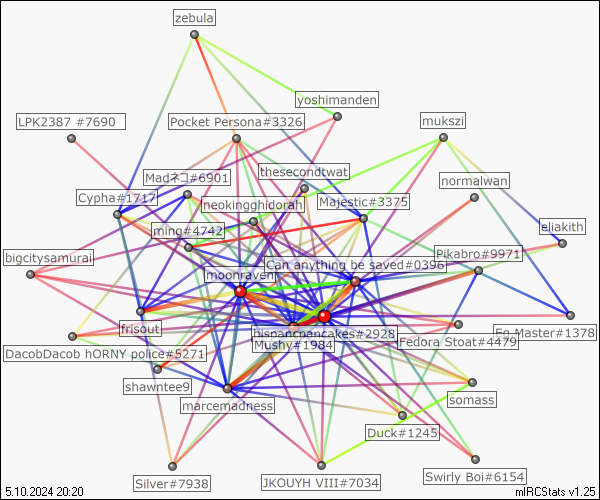 zebula
yoshimanden
LPK2387 #7690
Pocket Persona#3326
mukszi
thesecondtwat
Madネコ#6901
normalwan
Cypha#1717
neokingghidorah
Majestic#3375
ming#4742
eliakith
bigcitysamurai
moonraven
Can anything be saved#0396
Pikabro#9971
frisout
hispanicpancakes#2928
Eg Master#1378
Mushy#1984
Fedora Stoat#4479
DacobDacob hORNY police#5271
shawntee9
marcemadness
somass
Duck#1245
Silver#7938
JKOUYH VIII#7034
Swirly Boi#6154
5.10.2024 20:20
mIRCStats v1.25